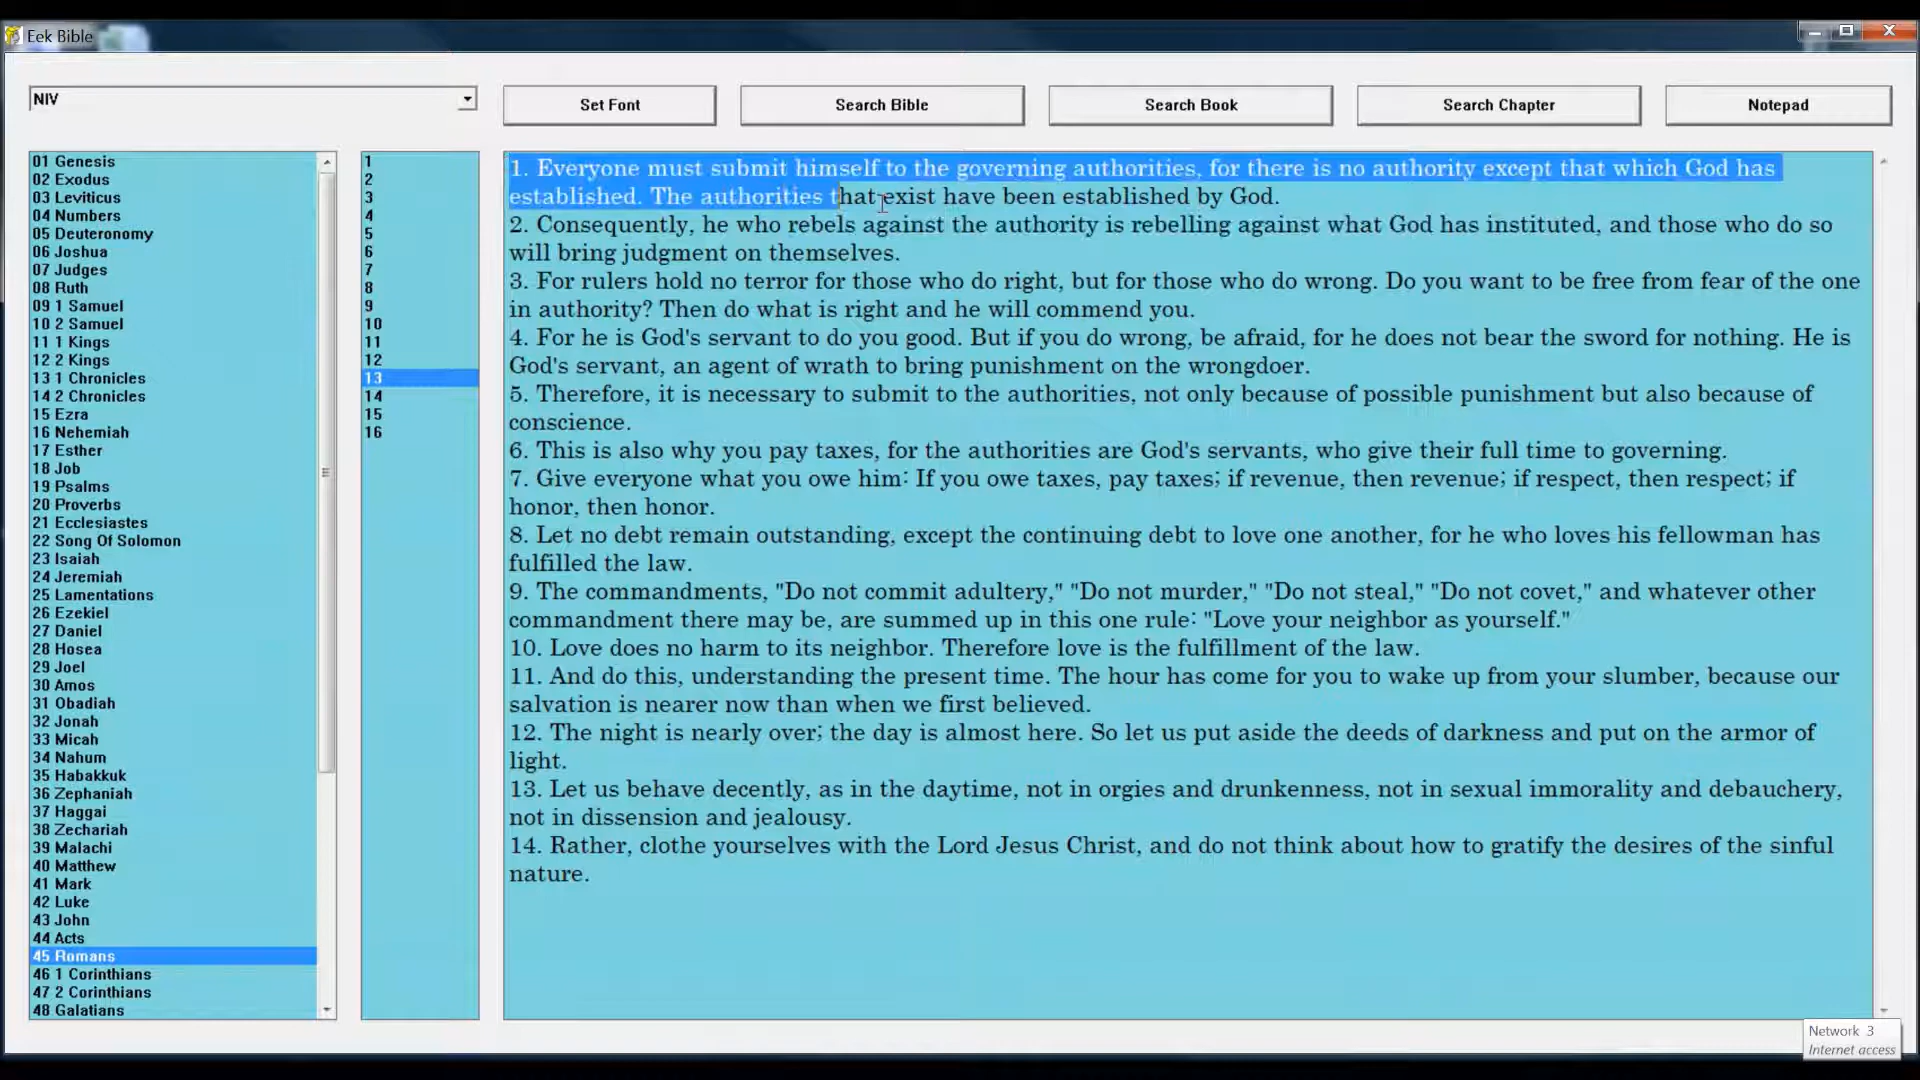 Eek Bible
NIV
Set Font
Search Bible
Search Book
Search Chapter
Notepad
01 Genesis
02 Exodus
03 Leviticus
04 Numbers
05 Deuteronomy
06 Joshua
07 Judges
08 Ruth
09 1 Samuel
10 2 Samuel
11 1 Kings
12 2 Kings
13 1 Chronicles
14 2 Chronicles
15 Ezra
16 Nehemiah
17 Esther
18 Job
19 Psalms
20 Proverbs
21 Ecclesiastes
22 Song Of Solomon
23 Isaiah
24 Jeremiah
25 Lamentations
26 Ezekiel
27 Daniel
28 Hosea
29 Joel
30 Amos
31 Obadiah
32 Jonah
33 Micah
34 Nahum
35 Habakkuk
36 Zephaniah
37 Haggai
38 Zechariah
39 Malachi
40 Matthew
41 Mark
42 Luke
43 John
44 Acts
45 Romans
46 1 Corinthians
47 2 Corinthians
48 Galatians
1
2
3
4
5
6
7
8
9
10
11
12
13
14
15
16
1. Everyone must submit himself to the governing authorities, for there is no authority except that which God has
established. The authorities that exist have been established by God.
2. Consequently, he who rebels against the authority is rebelling against what God has instituted, and those who do so
will bring judgment on themselves.
3. For rulers hold no terror for those who do right, but for those who do wrong. Do you want to be free from fear of the one
in authority? Then do what is right and he will commend you.
4. For he is God's servant to do you good. But if you do wrong, be afraid, for he does not bear the sword for nothing. He is
God's servant, an agent of wrath to bring punishment on the wrongdoer.
5. Therefore, it is necessary to submit to the authorities, not only because of possible punishment but also because of
conscience.
6. This is also why you pay taxes, for the authorities are God's servants, who give their full time to governing.
7. Give everyone what you owe him: If you owe taxes, pay taxes; if revenue, then revenue; if respect, then respect; if
honor, then honor.
8. Let no debt remain outstanding, except the continuing debt to love one another, for he who loves his fellowman has
fulfilled the law.
9. The commandments, "Do not commit adultery," "Do not murder," "Do not steal," "Do not covet," and whatever other
commandment there may be, are summed up in this one rule: "Love your neighbor as yourself."
10. Love does no harm to its neighbor. Therefore love is the fulfillment of the law.
11. And do this, understanding the present time. The hour has come for you to wake up from your slumber, because our
salvation is nearer now than when we first believed.
12. The night is nearly over; the day is almost here. So let us put aside the deeds of darkness and put on the armor of
light.
13. Let us behave decently, as in the daytime, not in orgies and drunkenness, not in sexual immorality and debauchery,
not in dissension and jealousy.
14. Rather, clothe yourselves with the Lord Jesus Christ, and do not think about how to gratify the desires of the sinful
nature.
Network 3
Internet access